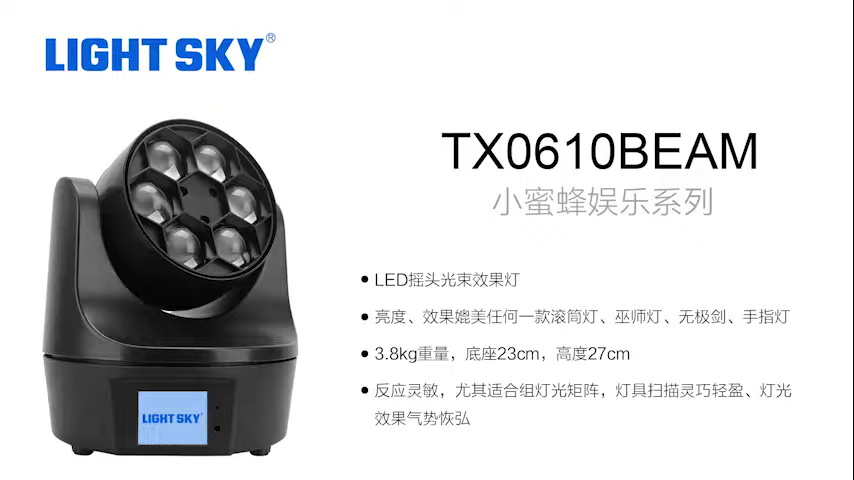 LIGHT SKY®
TX0610BEAM
小蜜蜂娱乐系列
• LED摇头光束效果灯
• 亮度、效果媲美任何一款滚筒灯、巫师灯、无极剑、手指灯
• 3.8kg重量，底座23cm，高度27cm
• 反应灵敏，尤其适合组灯光矩阵，灯具扫描灵巧轻盈、灯光
效果气势恢弘
LIGHT SKY